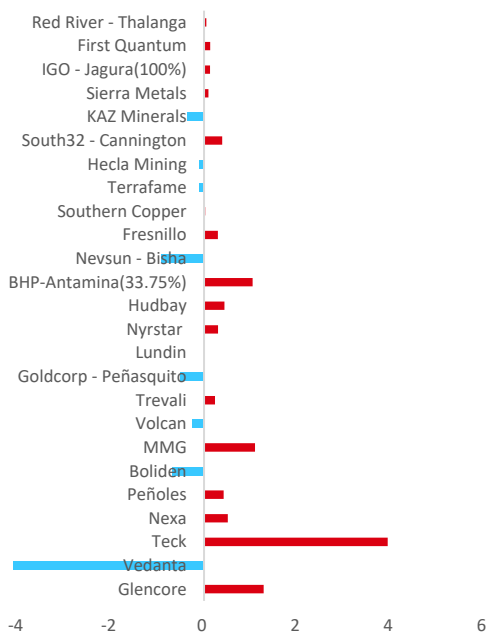 Red River - Thalanga
First Quantum
IGO - Jagura(100%)
Sierra Metals
KAZ Minerals
South32 - Cannington
Hecla Mining
Terrafame
Southern Copper
Fresnillo
Nevsun - Bisha
BHP-Antamina(33.75%)
Hudbay
Nyrstar
Lundin
Goldcorp - Peñasquito
Trevali
Volcan
MMG
Boliden
Peñoles
Nexa
Teck
Vedanta
Glencore
-4 -2 0 2 4 6